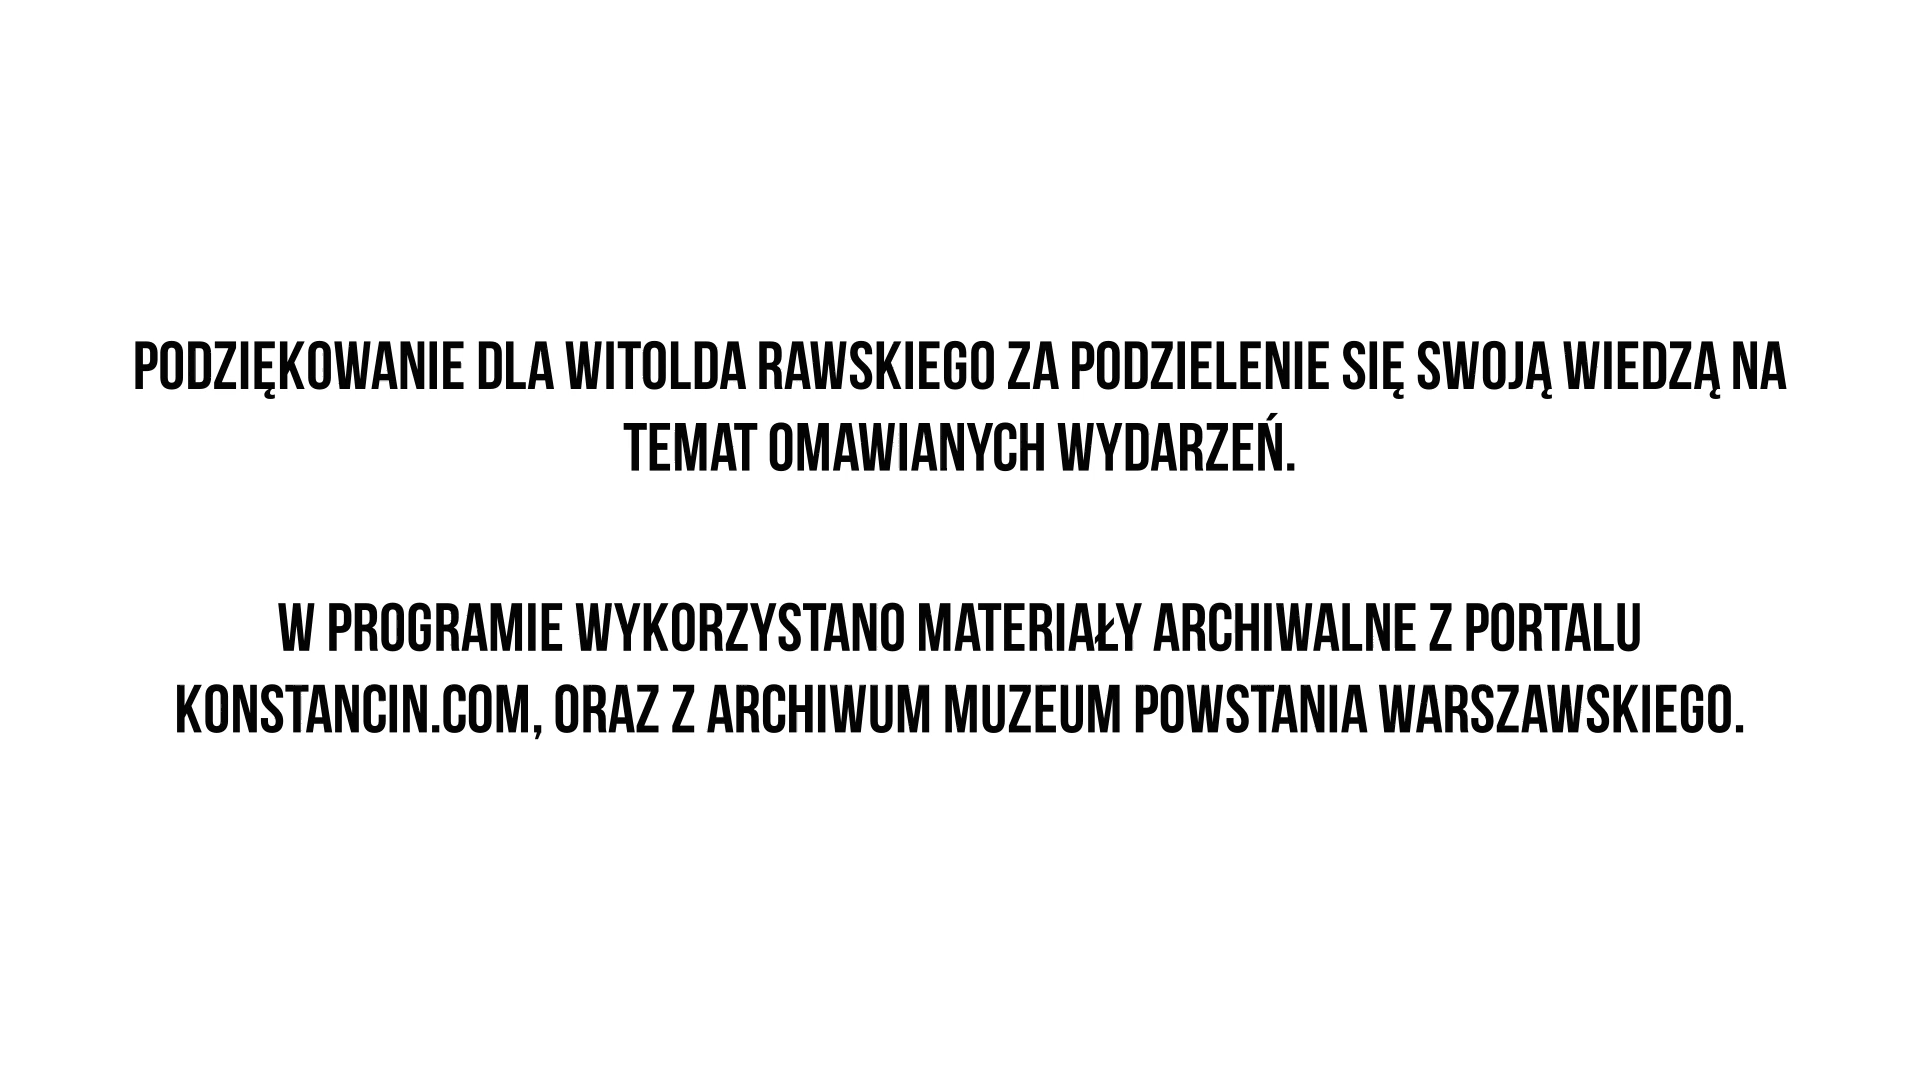 PODZIĘKOWANIE DLA WITOLDA RAWSKIEGO ZA PODZIELENIE SIĘ SWOJĄ WIEDZĄ NA
TEMAT OMAWIANYCH WYDARZEŃ.
W PROGRAMIE WYKORZYSTANO MATERIAŁY ARCHIWALNE Z PORTALU
KONSTANCIN.COM, ORAZ Z ARCHIWUM MUZEUM POWSTANIA WARSZAWSKIEGO.